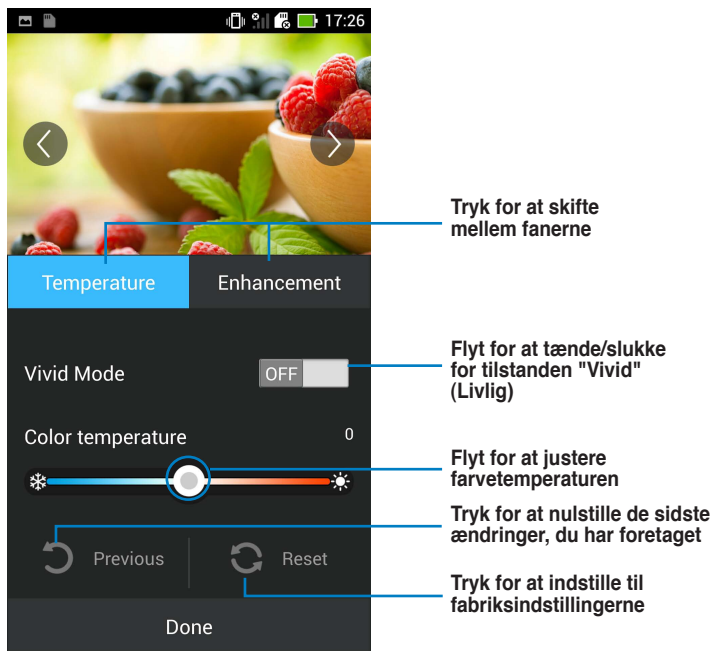 17:26
Tryk for at skifte
mellem fanerne
Temperature
Enhancement
Vivid Mode
OFF
Flyt for at tænde/slukke
for tilstanden "Vivid"
(Livlig)
Color temperature
0
Flyt for at justere
farvetemperaturen
Tryk for at nulstille de sidste
ændringer, du har foretaget
Previous
Reset
Tryk for at indstille til
fabriksindstillingerne
Done